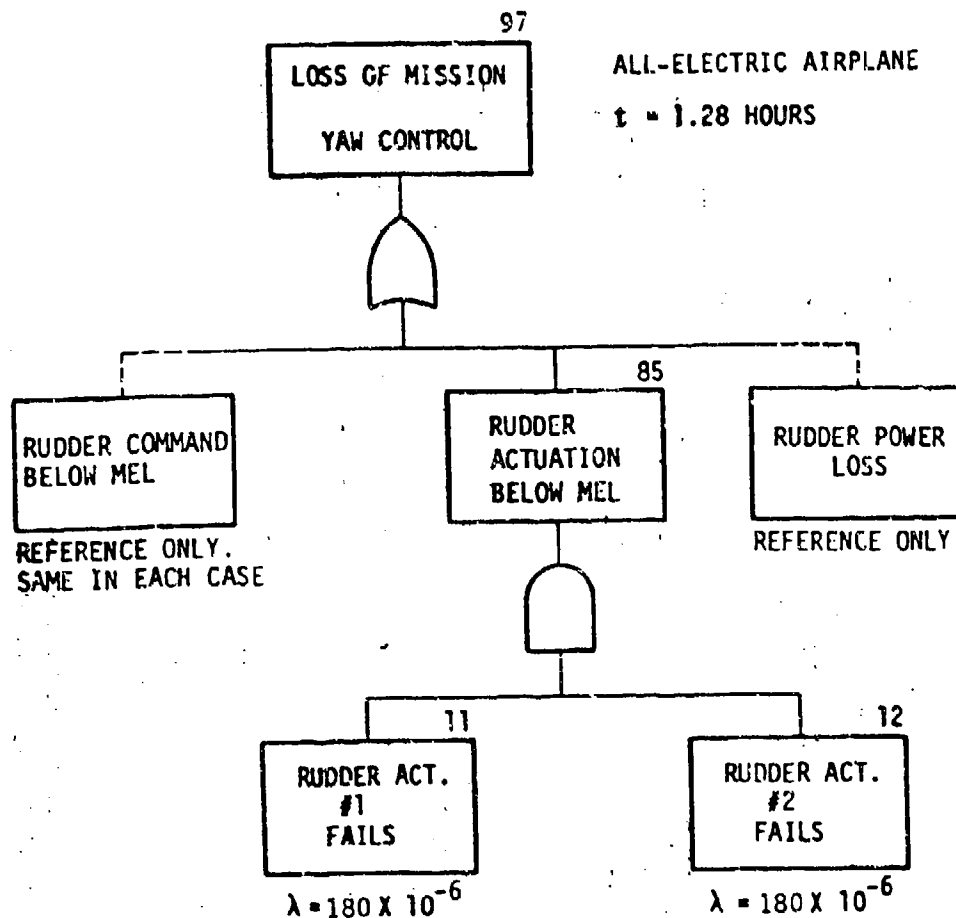 97
LOSS OF MISSION
YAW CONTROL
ALL-ELECTRIC AIRPLANE
t = 1.28 HOURS
RUDDER COMMAND
BELOW MEL
REFERENCE ONLY.
SAME IN EACH CASE
85
RUDDER
ACTUATION
BELOW MEL
RUDDER POWER
LOSS
REFERENCE ONLY
11
RUDDER ACT.
#1
FAILS
λ = 180 X 10⁻⁶
12
RUDDER ACT.
#2
FAILS
λ = 180 X 10⁻⁶